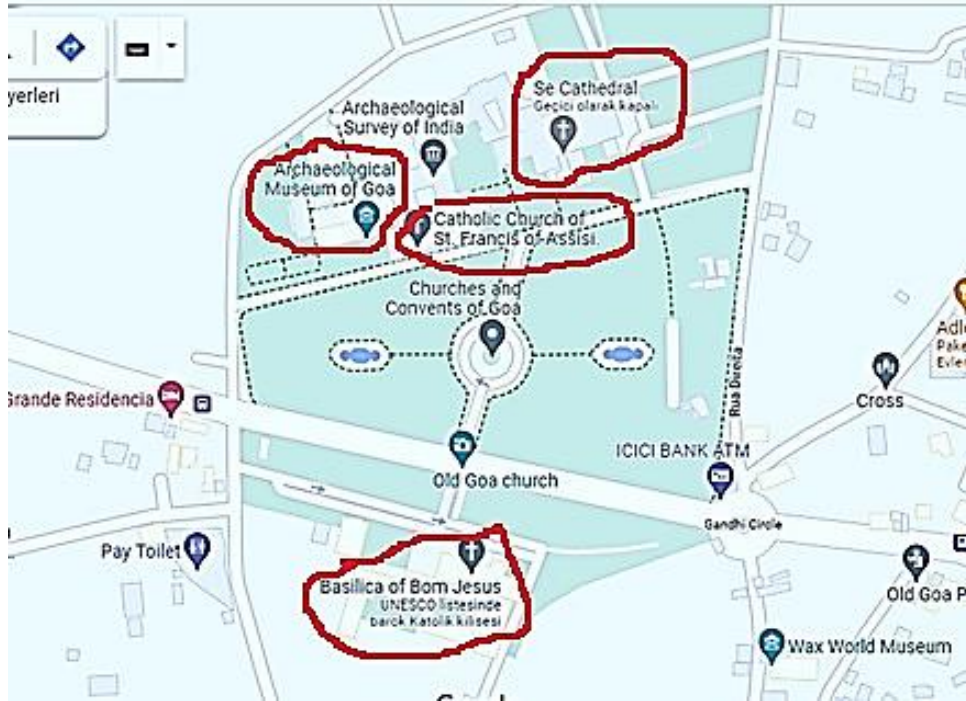 yerleri
Se Cathedral
Geçici olarak kapalı
Archaeological
Survey of India
Archaeological
Museum of Goa
Catholic Church of
St. Francis of Assisi
Churches and
Convents of Goa
Grande Residencia
Rua Direita
Cross
ICICI BANK ATM
Old Goa church
Gandhi Circle
Pay Toilet
Basilica of Bom Jesus
UNESCO listesinde
barok Katolik kilisesi
Old Goa P
Wax World Museum